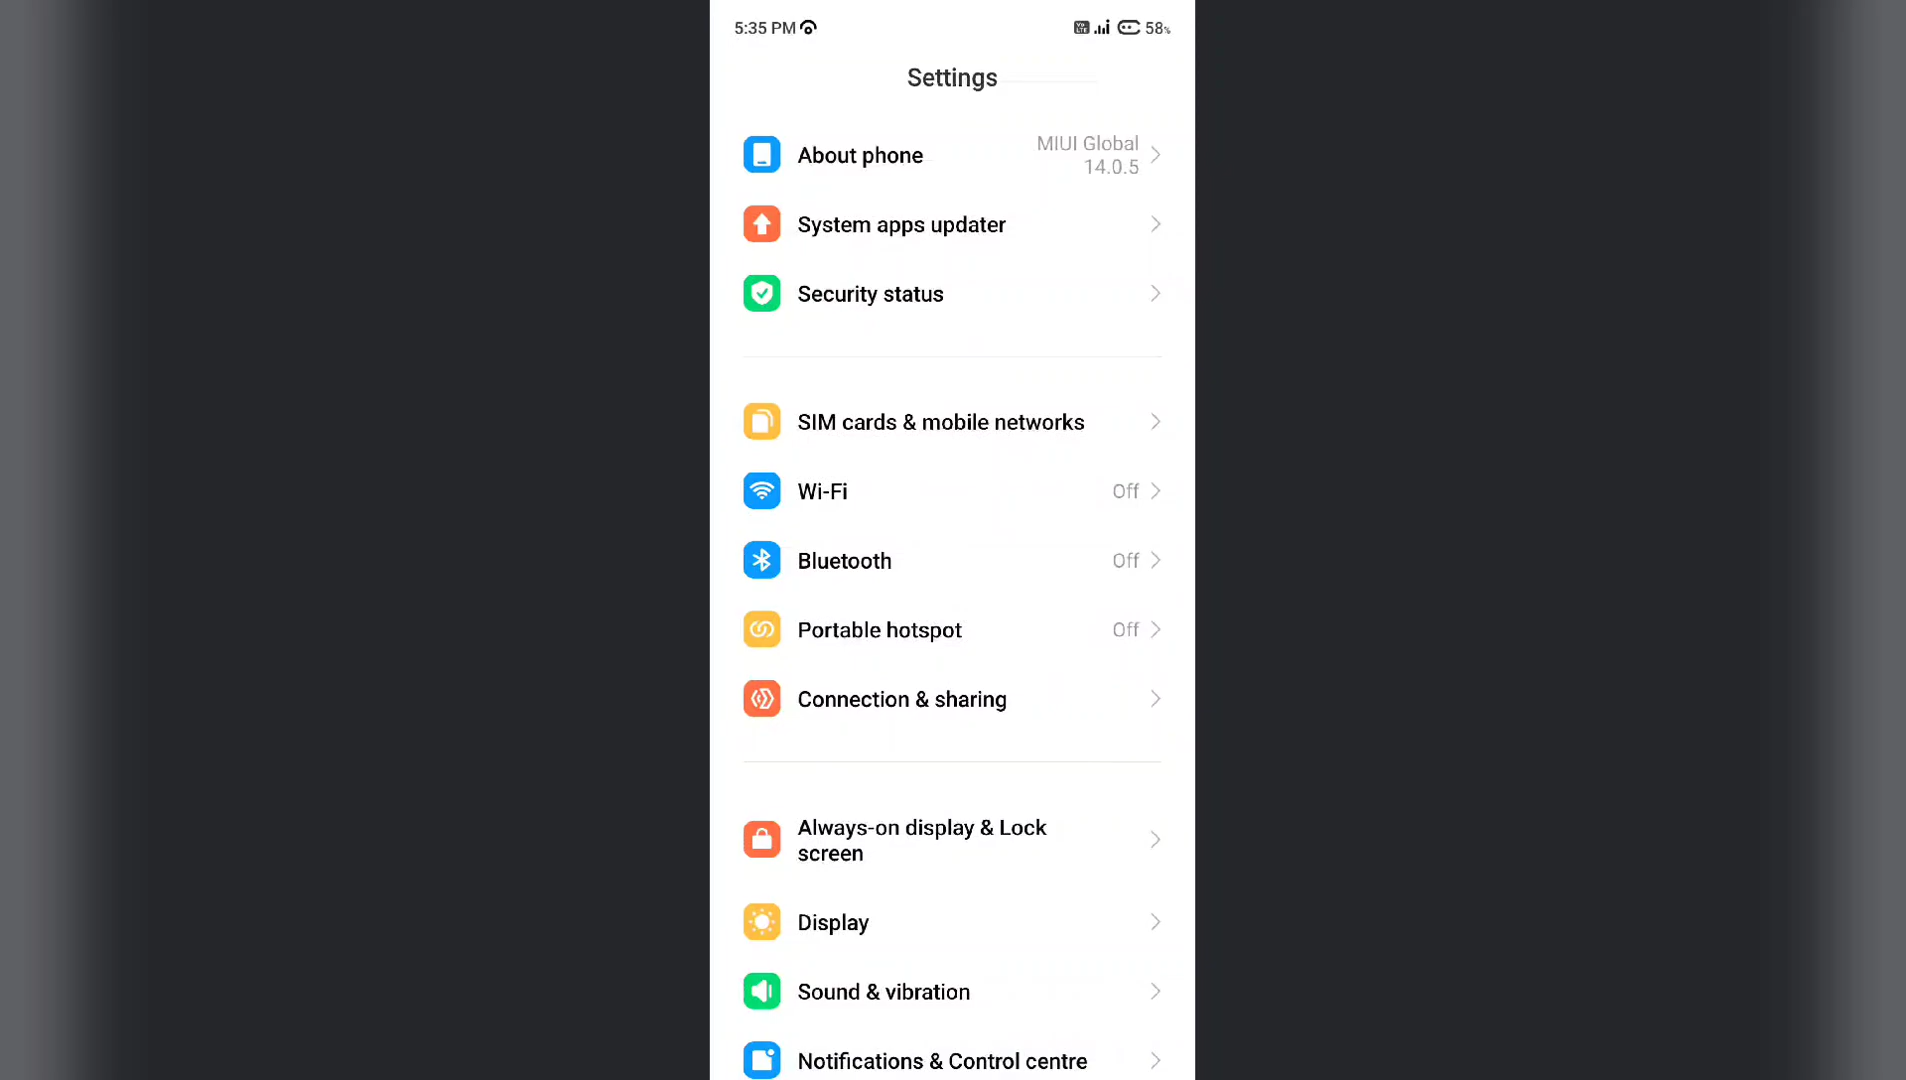 5:35 PM
Vo LTE 58%
Settings
About phone
MIUI Global
14.0.5
System apps updater
Security status
SIM cards & mobile networks
Wi-Fi Off
Bluetooth Off
Portable hotspot Off
Connection & sharing
Always-on display & Lock
screen
Display
Sound & vibration
Notifications & Control centre